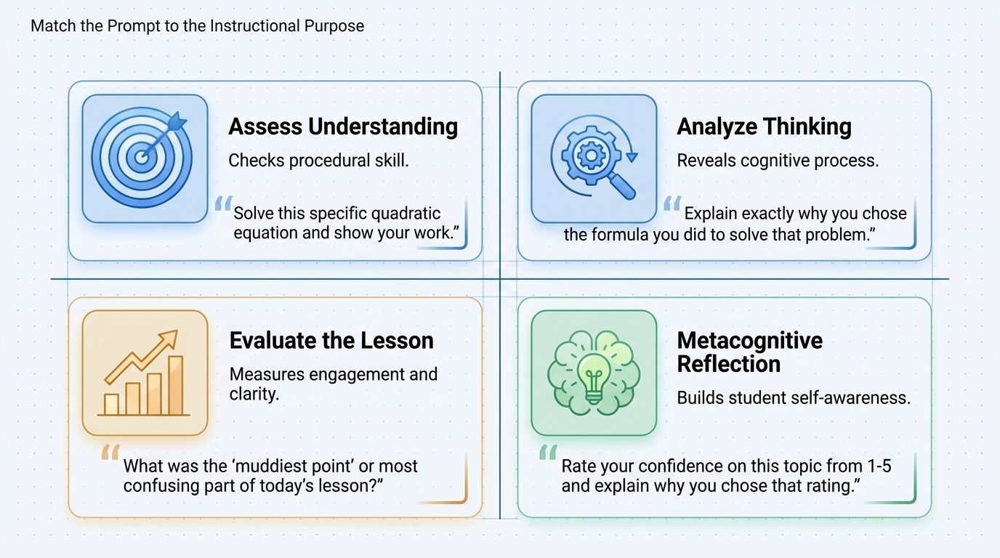 Match the Prompt to the Instructional Purpose
Assess Understanding
Checks procedural skill.
“Solve this specific quadratic
equation and show your work.”
Analyze Thinking
Reveals cognitive process.
“Explain exactly why you chose
the formula you did to solve that problem.”
Evaluate the Lesson
Measures engagement and
clarity.
“What was the ‘muddiest point’ or most
confusing part of today’s lesson?”
Metacognitive
Reflection
Builds student self-awareness.
“Rate your confidence on this topic from 1-5
and explain why you chose that rating.”